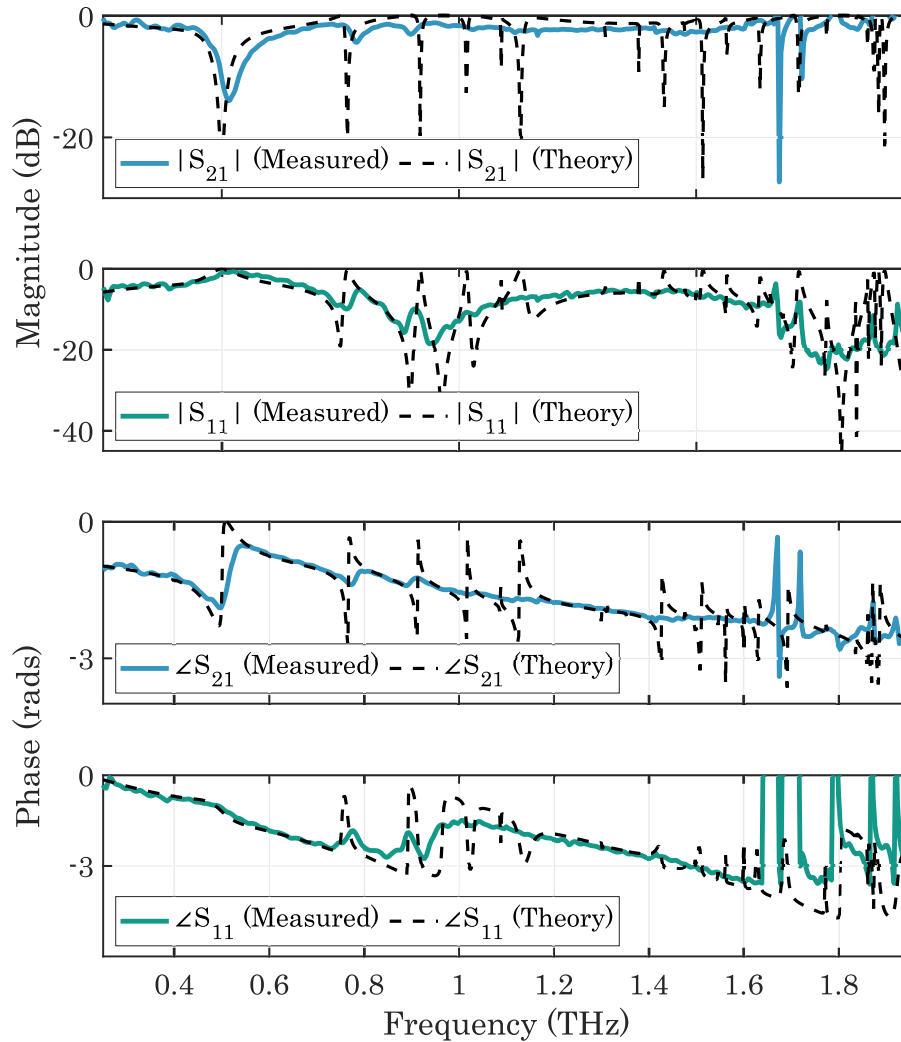 0
-20
|S21| (Measured) |S21| (Theory)
0
-20
-40
|S11| (Measured) |S11| (Theory)
Magnitude (dB)
0
-3
∠S21 (Measured) ∠S21 (Theory)
0
-3
∠S11 (Measured) ∠S11 (Theory)
Phase (rads)
0.4 0.6 0.8 1 1.2 1.4 1.6 1.8
Frequency (THz)